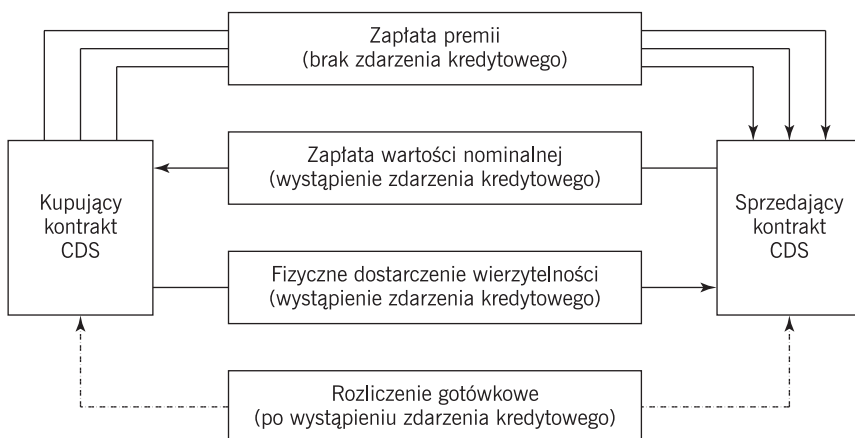 Zapłata premii
(brak zdarzenia kredytowego)
Zapłata wartości nominalnej
(wystąpienie zdarzenia kredytowego)
Kupujący
kontrakt
CDS
Sprzedający
kontrakt
CDS
Fizyczne dostarczenie wierzytelności
(wystąpienie zdarzenia kredytowego)
Rozliczenie gotówkowe
(po wystąpieniu zdarzenia kredytowego)